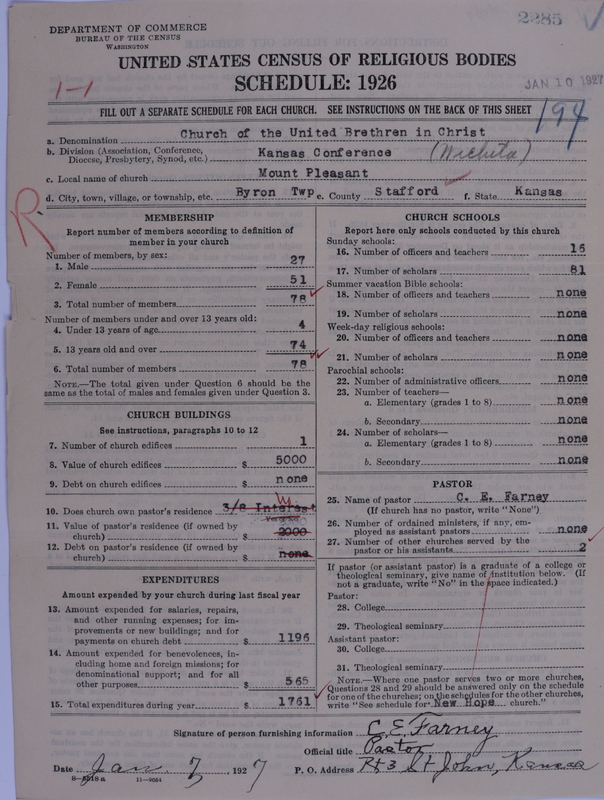 2285
DEPARTMENT OF COMMERCE
BUREAU OF THE CENSUS
WASHINGTON
UNITED STATES CENSUS OF RELIGIOUS BODIES
SCHEDULE: 1926
1-1
JAN 10 1927
FILL OUT A SEPARATE SCHEDULE FOR EACH CHURCH. SEE INSTRUCTIONS ON THE BACK OF THIS SHEET
194
a. Denomination Church of the United Brethren in Christ
b. Division (Association, Conference, Diocese, Presbytery, Synod, etc.) Kansas Conference (Wichita)
c. Local name of church Mount Pleasant
d. City, town, village, or township, etc. Byron Twp e. County Stafford f. State Kansas
R
MEMBERSHIP
Report number of members according to definition of
member in your church
Number of members, by sex:
1. Male 27
2. Female 51
3. Total number of members 78
Number of members under and over 13 years old:
4. Under 13 years of age 4
5. 13 years old and over 74
6. Total number of members 78
NOTE.—The total given under Question 6 should be
same as the total of males and females given under Question 3.
CHURCH BUILDINGS
See instructions, paragraphs 10 to 12
7. Number of church edifices 1
8. Value of church edifices $ 5000
9. Debt on church edifices $ none
10. Does church own pastor's residence 3/8 Interest
11. Value of pastor's residence (if owned by
church) $ 2000
12. Debt on pastor's residence (if owned by
church) $ none
EXPENDITURES
Amount expended by your church during last fiscal year
13. Amount expended for salaries, repairs,
and other running expenses; for im-
provements or new buildings; and for
payments on church debt $ 1196
14. Amount expended for benevolences, in-
cluding home and foreign missions; for
denominational support; and for all
other purposes $ 565
15. Total expenditures during year $ 1761
CHURCH SCHOOLS
Report here only schools conducted by this church
Sunday schools:
16. Number of officers and teachers 15
17. Number of scholars 81
Summer vacation Bible schools:
18. Number of officers and teachers none
19. Number of scholars none
Week-day religious schools:
20. Number of officers and teachers none
21. Number of scholars none
Parochial schools:
22. Number of administrative officers none
23. Number of teachers—
a. Elementary (grades 1 to 8) none
b. Secondary none
24. Number of scholars—
a. Elementary (grades 1 to 8) none
b. Secondary none
PASTOR
25. Name of pastor C. E. Farney
(If church has no pastor, write "None")
26. Number of ordained ministers, if any, em-
ployed as assistant pastors none
27. Number of other churches served by the
pastor or his assistants 2
If pastor (or assistant pastor) is a graduate of a college or
theological seminary, give name of institution below. (If
not a graduate, write "No" in the space indicated.)
Pastor:
28. College
29. Theological seminary
Assistant pastor:
30. College
31. Theological seminary
NOTE.—Where one pastor serves two or more churches,
Questions 28 and 29 should be answered only on the schedule
for one of the churches; on the schedules for the other churches,
write "See schedule for New Hope church."
Signature of person furnishing information C. E. Farney
Official title Pastor
Date Jan. 7, 1927 P. O. Address Rt 3 St John, Kansas
11—9664